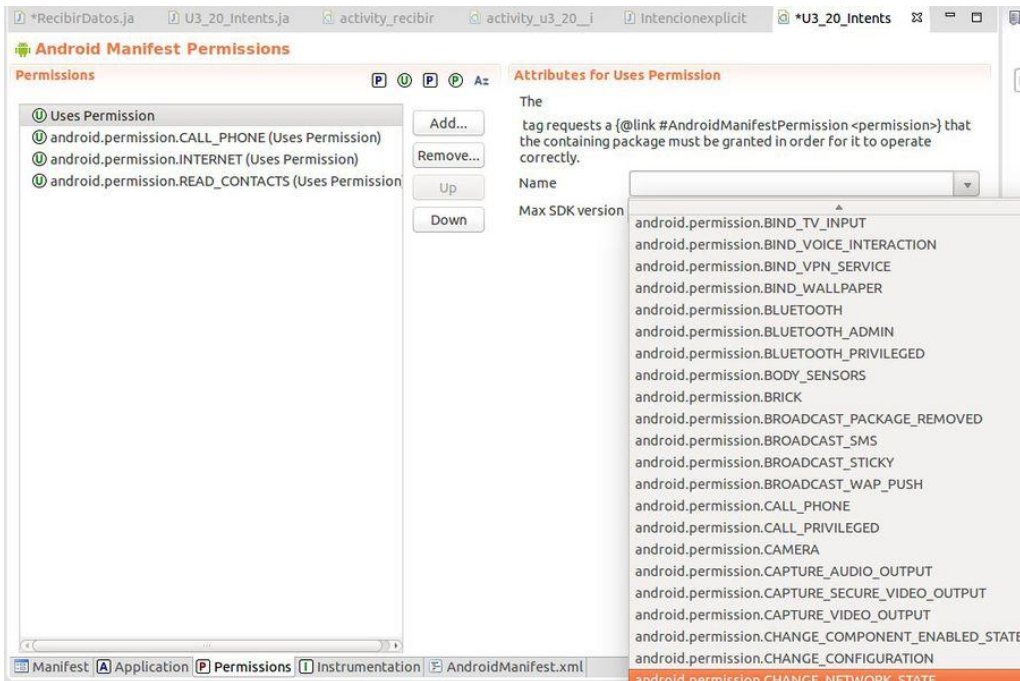 *RecibirDatos.ja U3_20_Intents.ja activity_recibir activity_u3_20__i Intencionexplicit *U3_20_Intents
Android Manifest Permissions
Permissions
P U P P Az
U Uses Permission
U android.permission.CALL_PHONE (Uses Permission)
U android.permission.INTERNET (Uses Permission)
U android.permission.READ_CONTACTS (Uses Permission
Add...
Remove...
Up
Down
Attributes for Uses Permission
The
tag requests a {@link #AndroidManifestPermission <permission>} that
the containing package must be granted in order for it to operate
correctly.
Name
Max SDK version
android.permission.BIND_TV_INPUT
android.permission.BIND_VOICE_INTERACTION
android.permission.BIND_VPN_SERVICE
android.permission.BIND_WALLPAPER
android.permission.BLUETOOTH
android.permission.BLUETOOTH_ADMIN
android.permission.BLUETOOTH_PRIVILEGED
android.permission.BODY_SENSORS
android.permission.BRICK
android.permission.BROADCAST_PACKAGE_REMOVED
android.permission.BROADCAST_SMS
android.permission.BROADCAST_STICKY
android.permission.BROADCAST_WAP_PUSH
android.permission.CALL_PHONE
android.permission.CALL_PRIVILEGED
android.permission.CAMERA
android.permission.CAPTURE_AUDIO_OUTPUT
android.permission.CAPTURE_SECURE_VIDEO_OUTPUT
android.permission.CAPTURE_VIDEO_OUTPUT
android.permission.CHANGE_COMPONENT_ENABLED_STATE
android.permission.CHANGE_CONFIGURATION
android.permission.CHANGE_NETWORK_STATE
Manifest A Application P Permissions I Instrumentation F AndroidManifest.xml